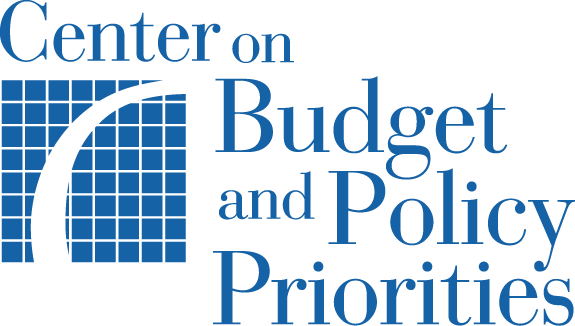 Center on
Budget
and Policy
Priorities